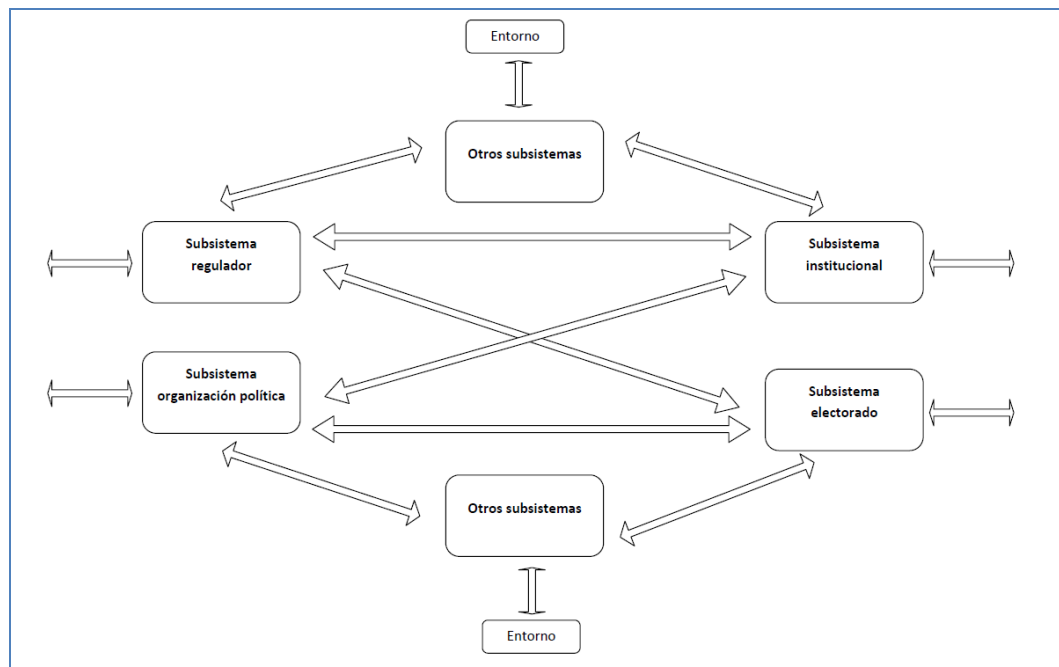 Entorno
Otros subsistemas
Subsistema
regulador
Subsistema
institucional
Subsistema
organización política
Subsistema
electorado
Otros subsistemas
Entorno